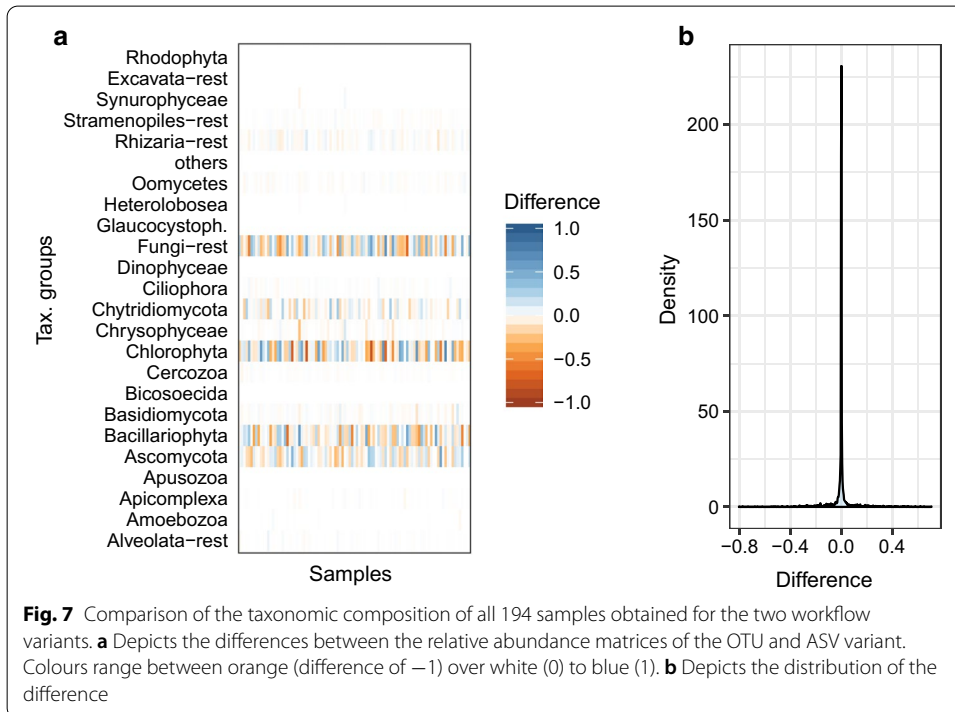 a
Rhodophyta
Excavata−rest
Synurophyceae
Stramenopiles−rest
Rhizaria−rest
others
Oomycetes
Heterolobosea
Glaucocystoph.
Fungi−rest
Dinophyceae
Ciliophora
Chytridiomycota
Chrysophyceae
Chlorophyta
Cercozoa
Bicosoecida
Basidiomycota
Bacillariophyta
Ascomycota
Apusozoa
Apicomplexa
Amoebozoa
Alveolata−rest
Tax. groups
Samples
Difference
1.0
0.5
0.0
−0.5
−1.0
b
200
150
100
50
0
Density
−0.8 −0.4 0.0 0.4
Difference
Fig. 7 Comparison of the taxonomic composition of all 194 samples obtained for the two workflow
variants. a Depicts the differences between the relative abundance matrices of the OTU and ASV variant.
Colours range between orange (difference of −1) over white (0) to blue (1). b Depicts the distribution of the
difference